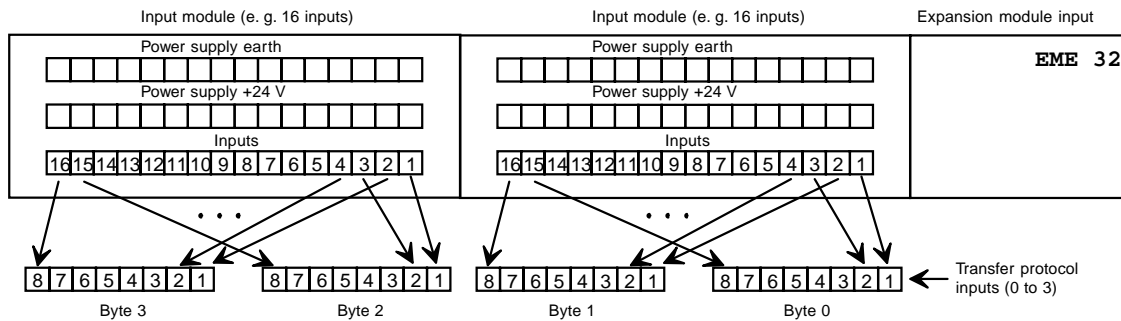 Input module (e. g. 16 inputs) Input module (e. g. 16 inputs) Expansion module input
Power supply earth Power supply earth EME 32
Power supply +24 V Power supply +24 V
Inputs Inputs
16 15 14 13 12 11 10 9 8 7 6 5 4 3 2 1 16 15 14 13 12 11 10 9 8 7 6 5 4 3 2 1
. . . . . .
8 7 6 5 4 3 2 1 8 7 6 5 4 3 2 1 8 7 6 5 4 3 2 1 8 7 6 5 4 3 2 1 Transfer protocol
inputs (0 to 3)
Byte 3 Byte 2 Byte 1 Byte 0